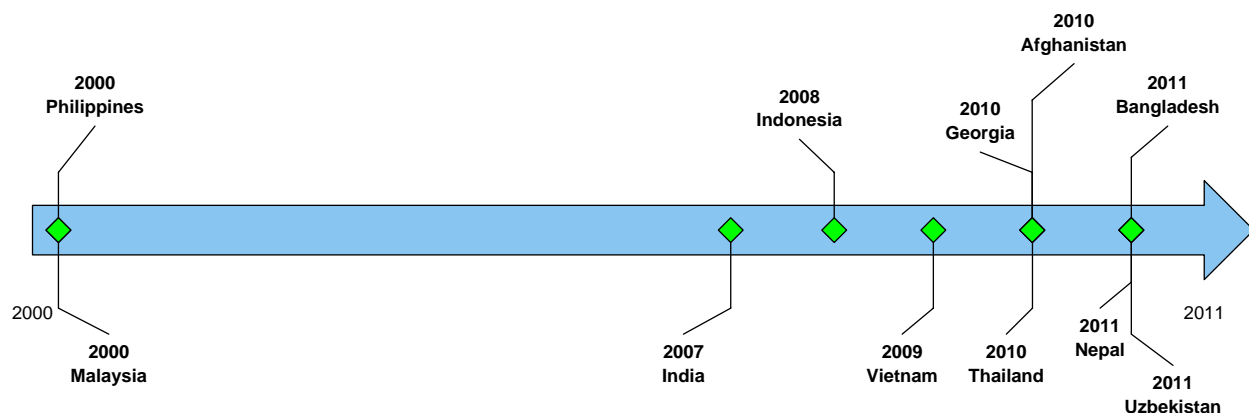 2010
Afghanistan
2000
Philippines
2011
Bangladesh
2008
Indonesia
2010
Georgia
2000
2011
2000
Malaysia
2007
India
2009
Vietnam
2010
Thailand
2011
Nepal
2011
Uzbekistan